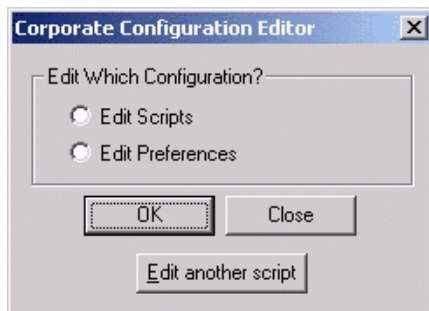 Corporate Configuration Editor
Edit Which Configuration?
Edit Scripts
Edit Preferences
OK Close
Edit another script